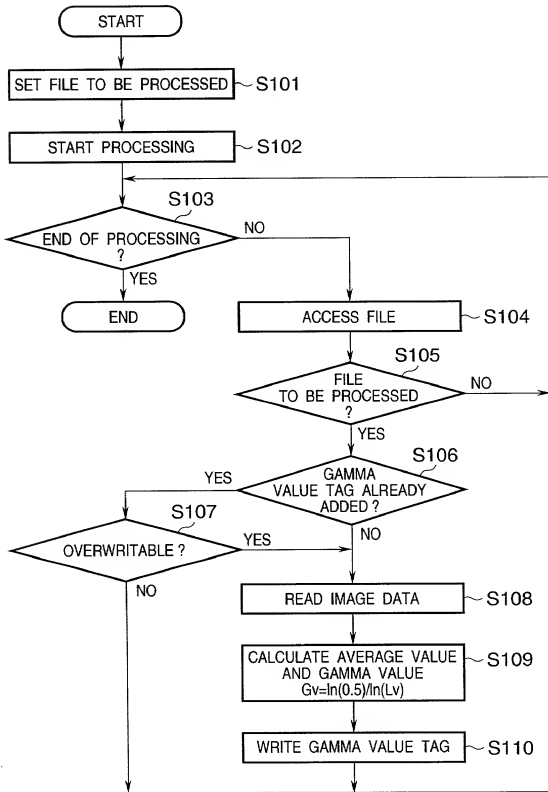 START
SET FILE TO BE PROCESSED
S101
START PROCESSING
S102
S103
END OF PROCESSING
?
NO
YES
END
ACCESS FILE
S104
S105
FILE
TO BE PROCESSED
?
NO
YES
S106
GAMMA
VALUE TAG ALREADY
ADDED ?
YES
NO
S107
OVERWRITABLE ?
YES
NO
READ IMAGE DATA
S108
CALCULATE AVERAGE VALUE
AND GAMMA VALUE
Gv=ln(0.5)/ln(Lv)
S109
WRITE GAMMA VALUE TAG
S110